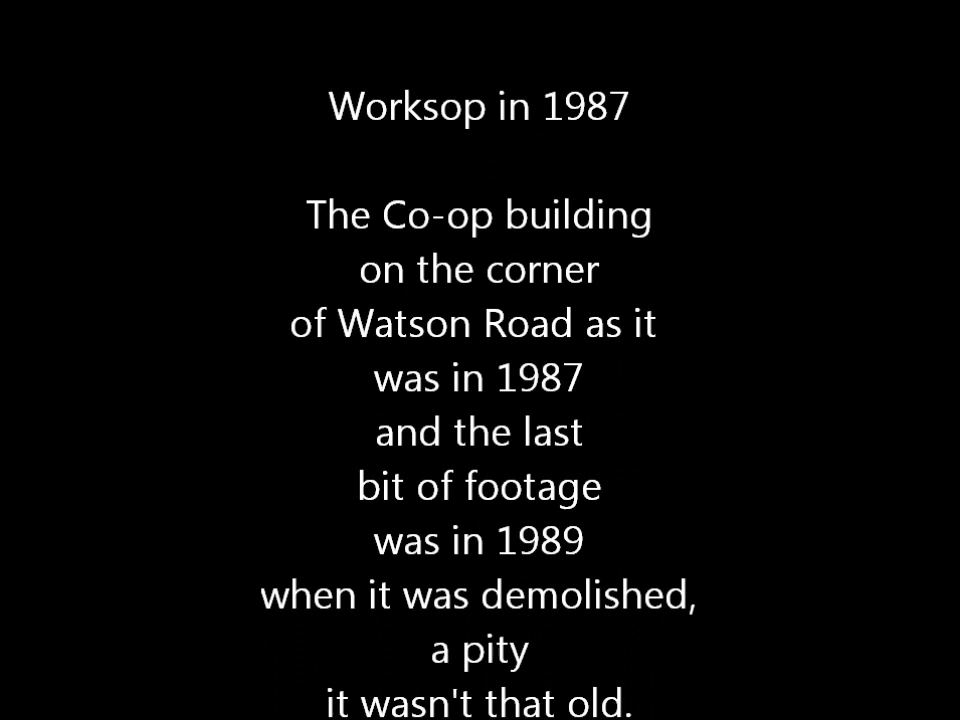 Worksop in 1987
The Co-op building
on the corner
of Watson Road as it
was in 1987
and the last
bit of footage
was in 1989
when it was demolished,
a pity
it wasn't that old.